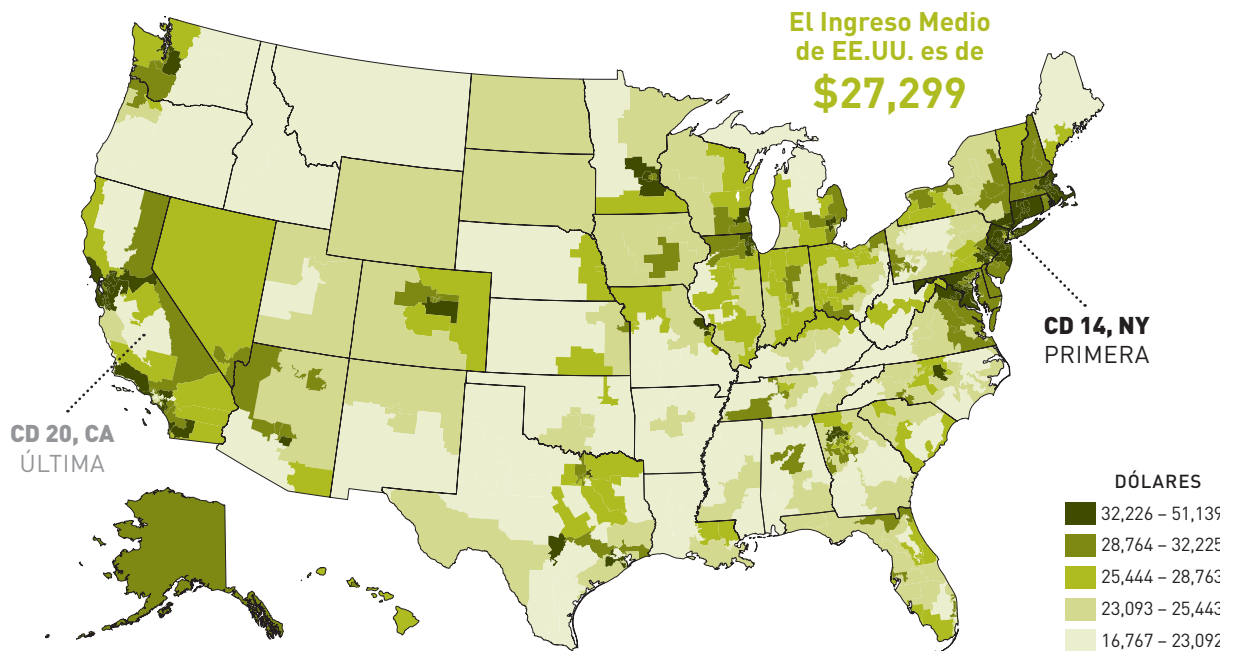 El Ingreso Medio
de EE.UU. es de
$27,299
CD 14, NY
PRIMERA
CD 20, CA
ÚLTIMA
DÓLARES
32,226 – 51,139
28,764 – 32,225
25,444 – 28,763
23,093 – 25,443
16,767 – 23,092